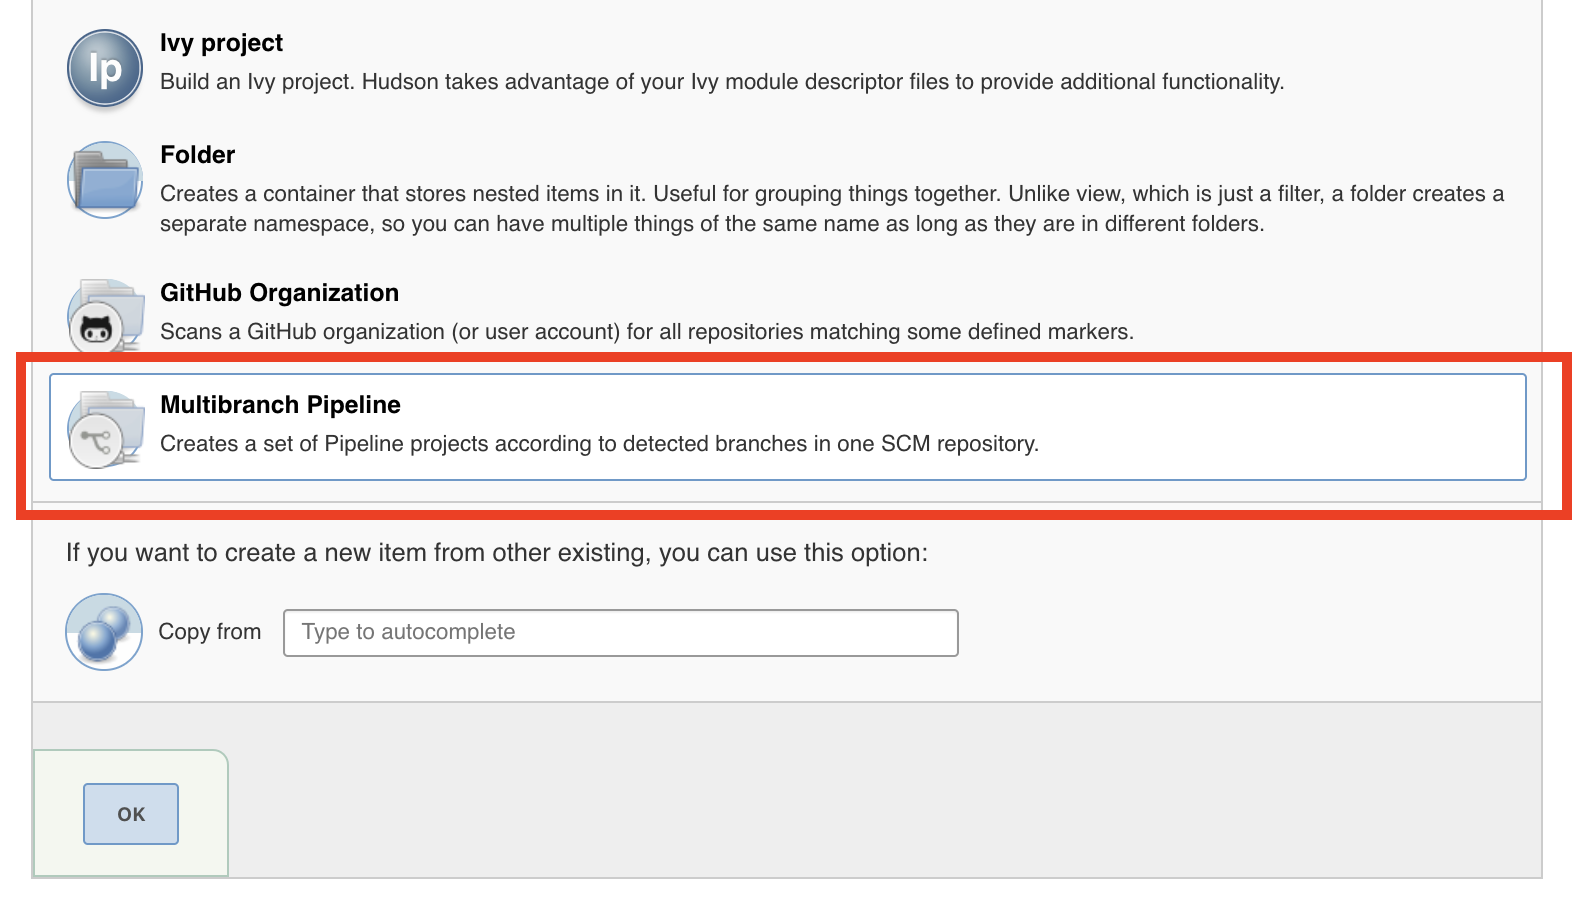 Ip
Ivy project
Build an Ivy project. Hudson takes advantage of your Ivy module descriptor files to provide additional functionality.
Folder
Creates a container that stores nested items in it. Useful for grouping things together. Unlike view, which is just a filter, a folder creates a
separate namespace, so you can have multiple things of the same name as long as they are in different folders.
GitHub Organization
Scans a GitHub organization (or user account) for all repositories matching some defined markers.
Multibranch Pipeline
Creates a set of Pipeline projects according to detected branches in one SCM repository.
If you want to create a new item from other existing, you can use this option:
Copy from Type to autocomplete
OK